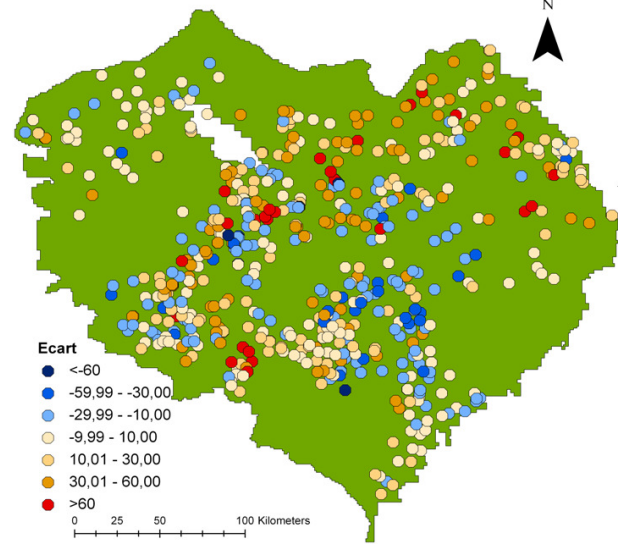 N
Ecart
<-60
-59,99 - -30,00
-29,99 - -10,00
-9,99 - 10,00
10,01 - 30,00
30,01 - 60,00
>60
0 25 50 100 Kilometers